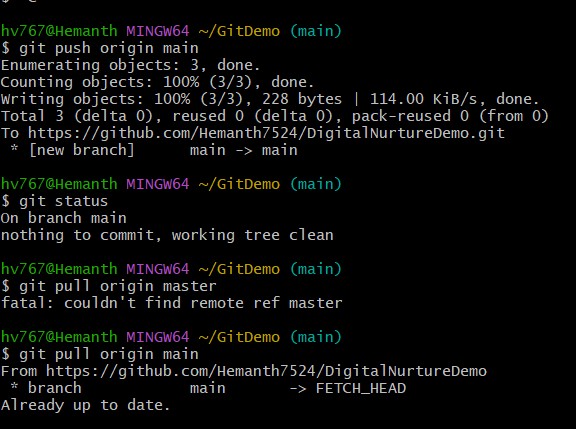 hv767@Hemanth MINGW64 ~/GitDemo (main)
$ git push origin main
Enumerating objects: 3, done.
Counting objects: 100% (3/3), done.
Writing objects: 100% (3/3), 228 bytes | 114.00 KiB/s, done.
Total 3 (delta 0), reused 0 (delta 0), pack-reused 0 (from 0)
To https://github.com/Hemanth7524/DigitalNurtureDemo.git
 * [new branch]      main -> main
hv767@Hemanth MINGW64 ~/GitDemo (main)
$ git status
On branch main
nothing to commit, working tree clean
hv767@Hemanth MINGW64 ~/GitDemo (main)
$ git pull origin master
fatal: couldn't find remote ref master
hv767@Hemanth MINGW64 ~/GitDemo (main)
$ git pull origin main
From https://github.com/Hemanth7524/DigitalNurtureDemo
 * branch            main       -> FETCH_HEAD
Already up to date.